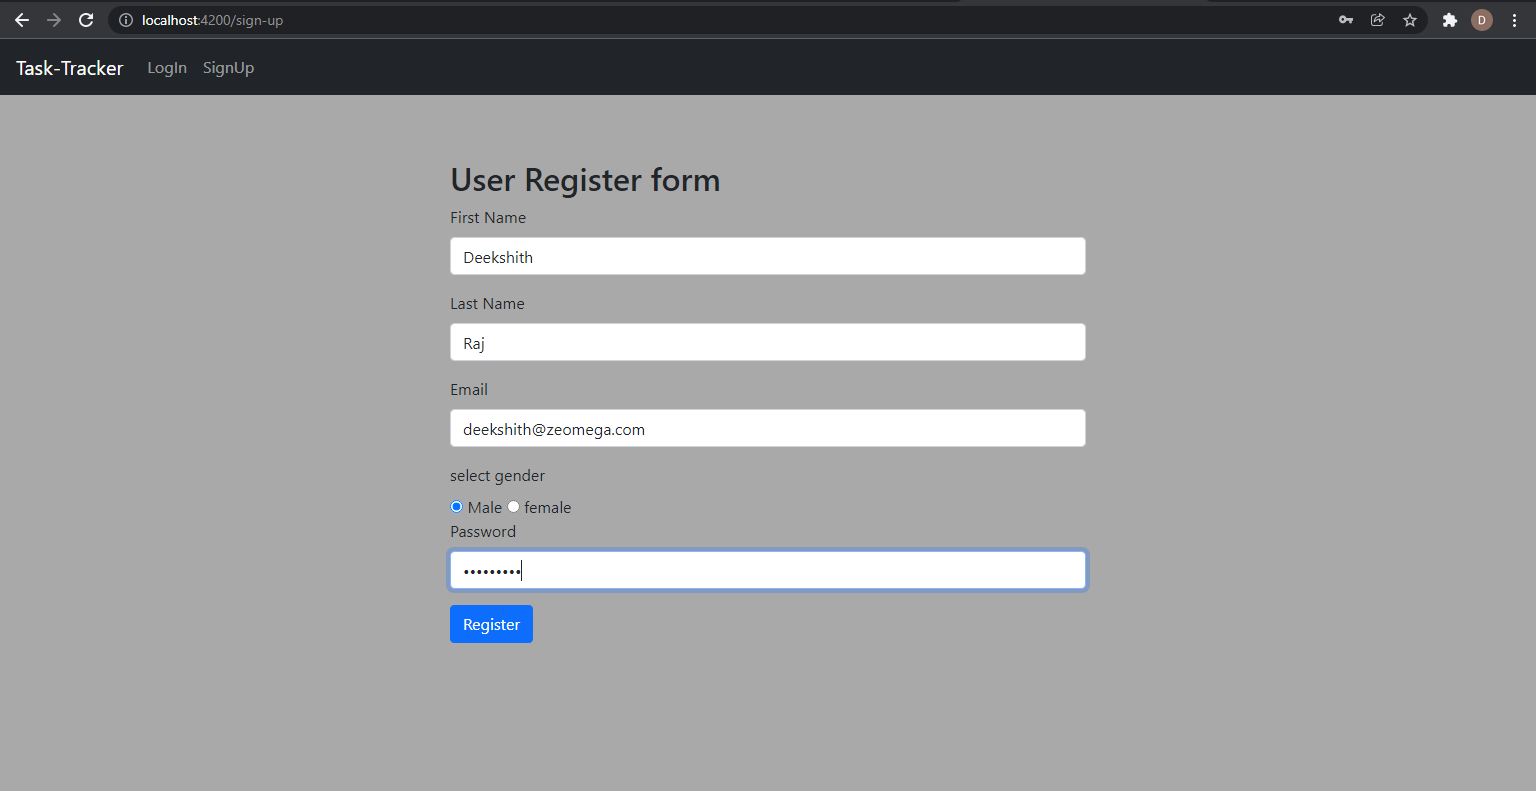 localhost:4200/sign-up
D
Task-Tracker LogIn SignUp
User Register form
First Name
Deekshith
Last Name
Raj
Email
deekshith@zeomega.com
select gender
Male female
Password
•••••••••
Register